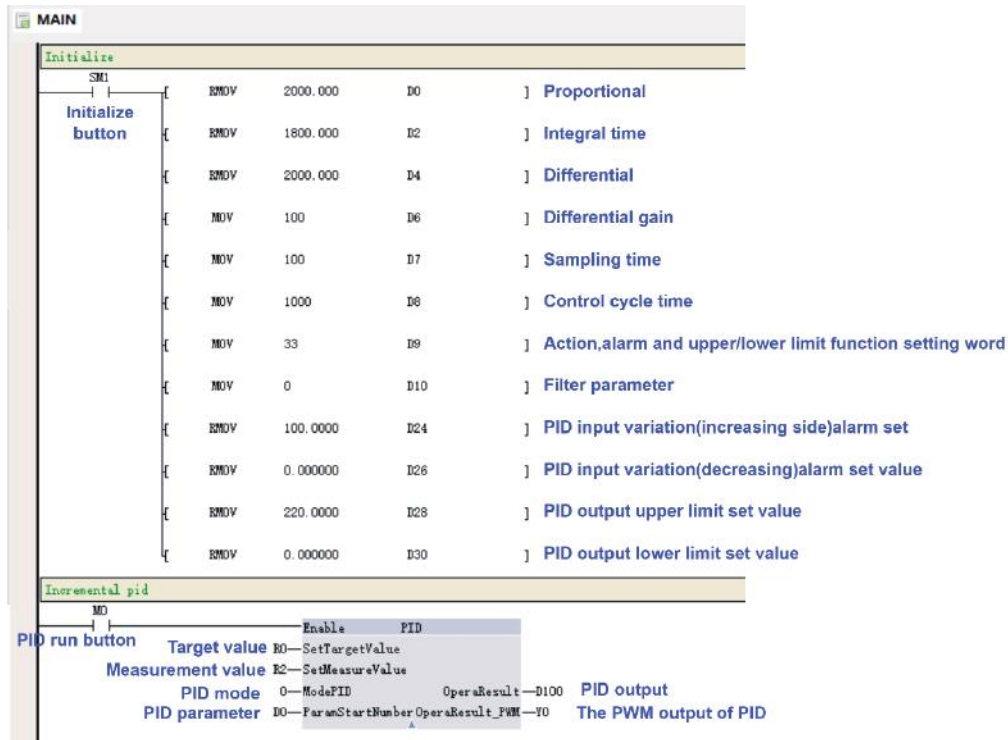 MAIN
Initialize
SM1
Initialize
button
[ RMOV 2000.000 D0 ] Proportional
[ RMOV 1800.000 D2 ] Integral time
[ RMOV 2000.000 D4 ] Differential
[ MOV 100 D6 ] Differential gain
[ MOV 100 D7 ] Sampling time
[ MOV 1000 D8 ] Control cycle time
[ MOV 33 D9 ] Action,alarm and upper/lower limit function setting word
[ MOV 0 D10 ] Filter parameter
[ RMOV 100.0000 D24 ] PID input variation(increasing side)alarm set
[ RMOV 0.000000 D26 ] PID input variation(decreasing)alarm set value
[ RMOV 220.0000 D28 ] PID output upper limit set value
[ RMOV 0.000000 D30 ] PID output lower limit set value
Incremental pid
M0
PID run button
Enable PID
Target value R0 SetTargetValue
Measurement value R2 SetMeasureValue
PID mode 0 ModePID OperaResult D100 PID output
PID parameter D0 ParamStartNumber OperaResult_PWM Y0 The PWM output of PID